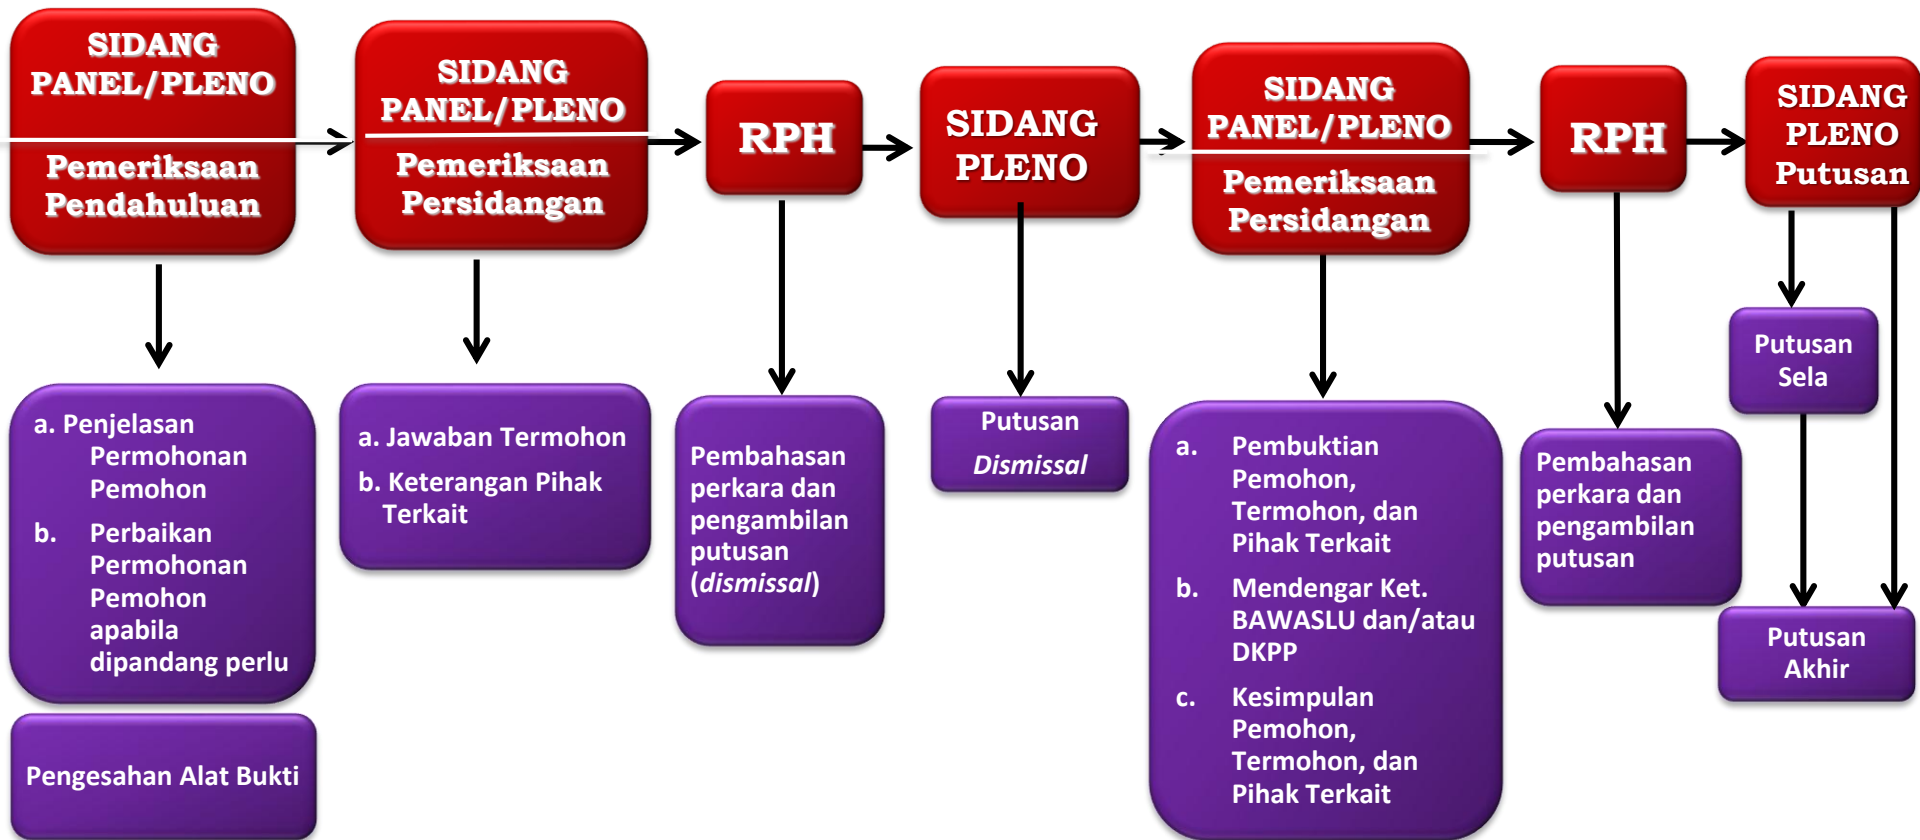 SIDANG
PANEL/PLENO
Pemeriksaan
Pendahuluan
SIDANG
PANEL/PLENO
Pemeriksaan
Persidangan
RPH
SIDANG
PLENO
SIDANG
PANEL/PLENO
Pemeriksaan
Persidangan
RPH
SIDANG
PLENO
Putusan
a. Penjelasan
Permohonan
Pemohon
b. Perbaikan
Permohonan
Pemohon
apabila
dipandang perlu
Pengesahan Alat Bukti
a. Jawaban Termohon
b. Keterangan Pihak
Terkait
Pembahasan
perkara dan
pengambilan
putusan
(dismissal)
Putusan
Dismissal
a. Pembuktian
Pemohon,
Termohon, dan
Pihak Terkait
b. Mendengar Ket.
BAWASLU dan/atau
DKPP
c. Kesimpulan
Pemohon,
Termohon, dan
Pihak Terkait
Pembahasan
perkara dan
pengambilan
putusan
Putusan
Sela
Putusan
Akhir